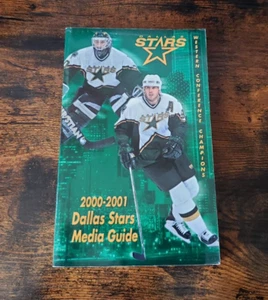 STARS
WESTERN CONFERENCE CHAMPIONS
2000-2001
Dallas Stars
Media Guide